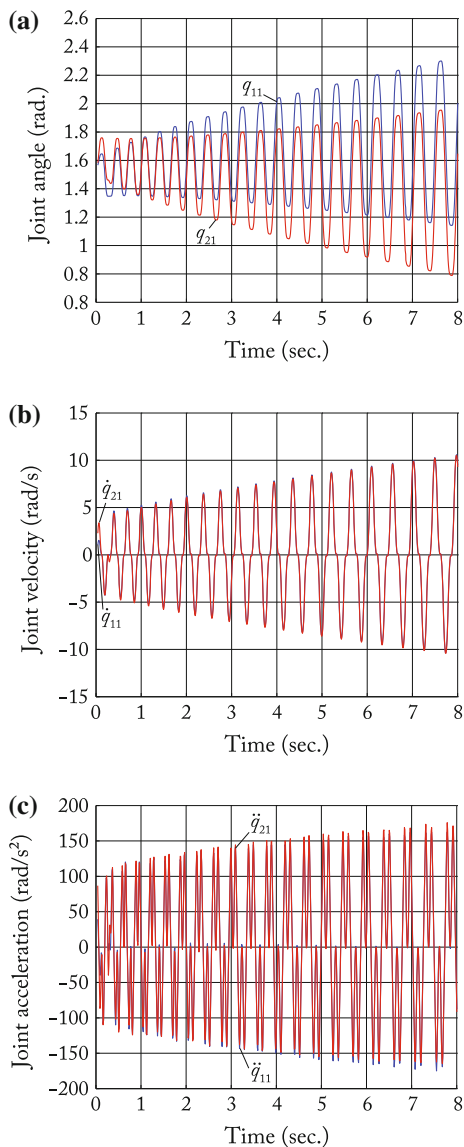 (a)
Joint angle (rad.)
2.6
2.4
2.2
2.0
1.8
1.6
1.4
1.2
1.0
0.8
0.8
q11
q21
0 1 2 3 4 5 6 7 8
Time (sec.)
(b)
Joint velocity (rad/s)
15
10
5
0
−5
−10
−15
q̇21
q̇11
0 1 2 3 4 5 6 7 8
Time (sec.)
(c)
Joint acceleration (rad/s²)
200
150
100
50
0
−50
−100
−150
−200
q̈21
q̈11
0 1 2 3 4 5 6 7 8
Time (sec.)